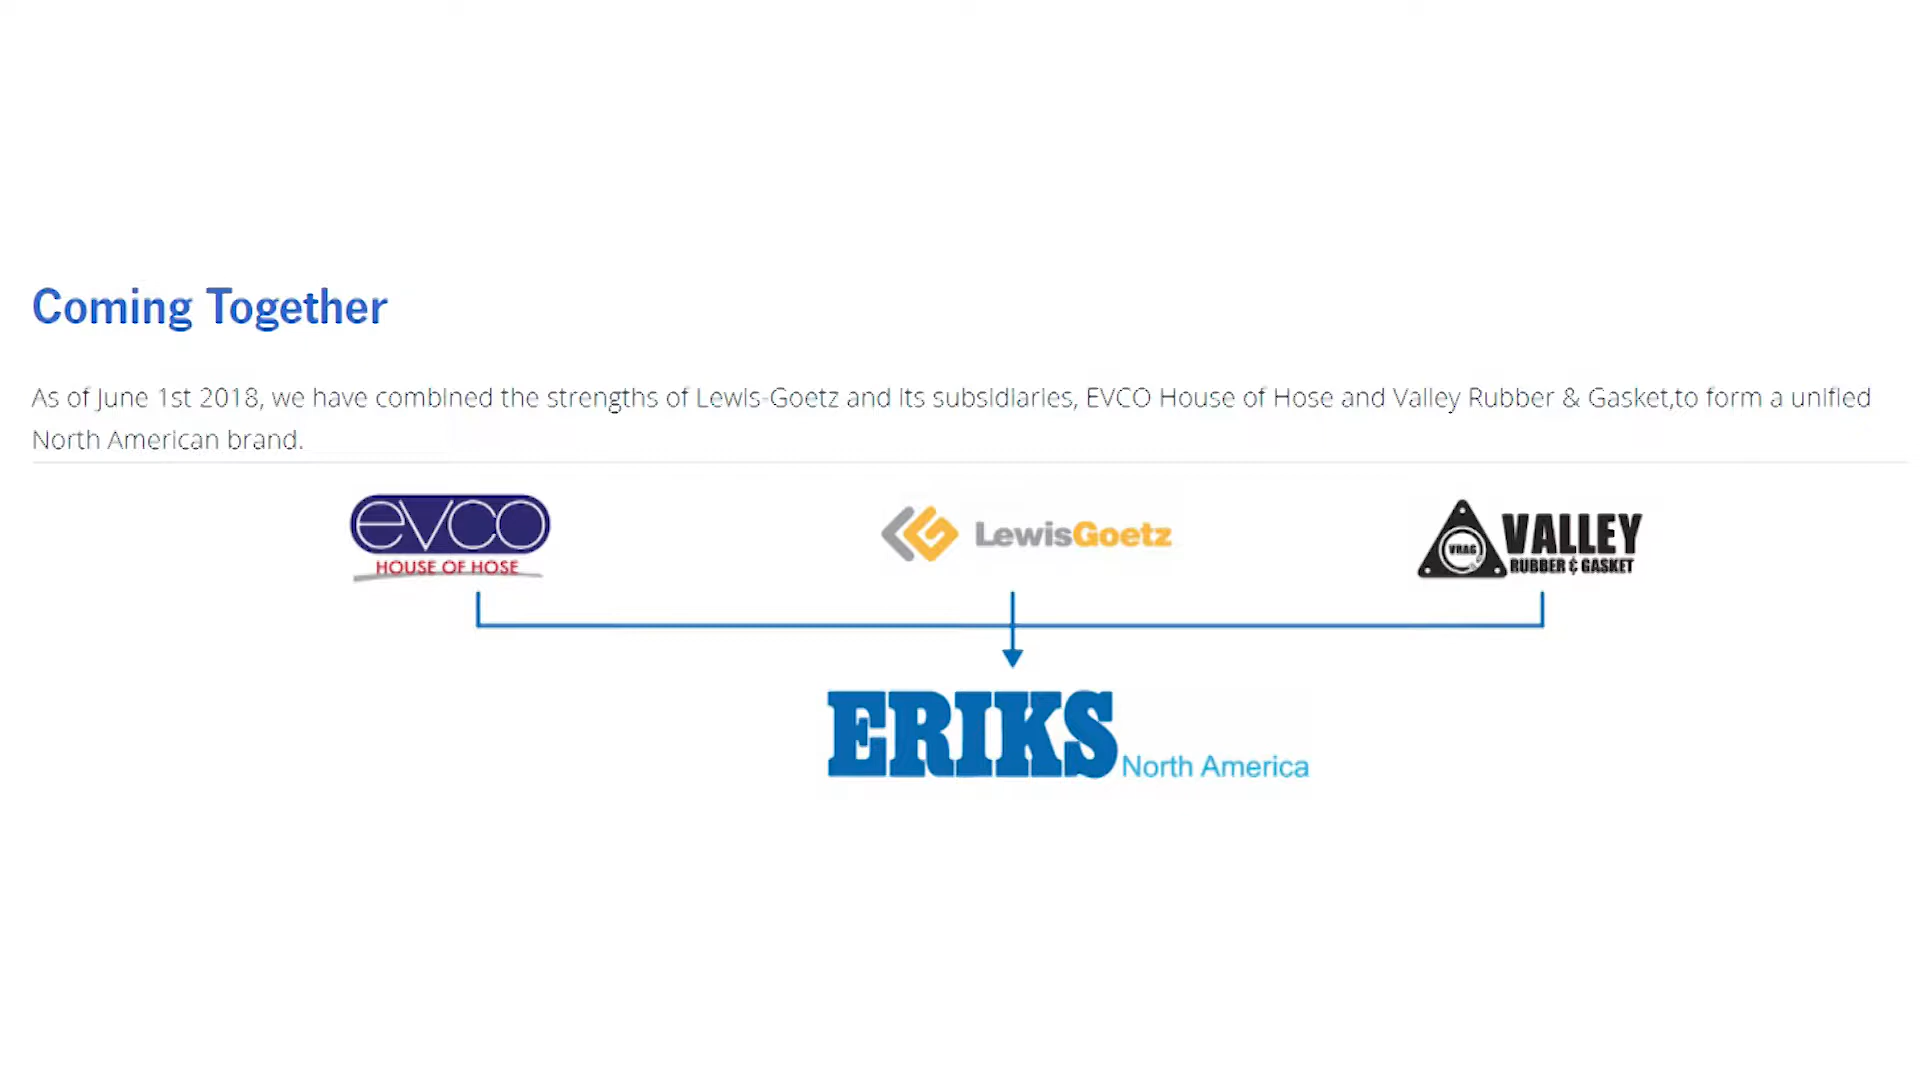 Coming Together
As of June 1st 2018, we have combined the strengths of Lewis-Goetz and its subsidiaries, EVCO House of Hose and Valley Rubber & Gasket,to form a unified
North American brand.
evco
HOUSE OF HOSE
LewisGoetz
VRAG
VALLEY
RUBBER & GASKET
ERIKS North America